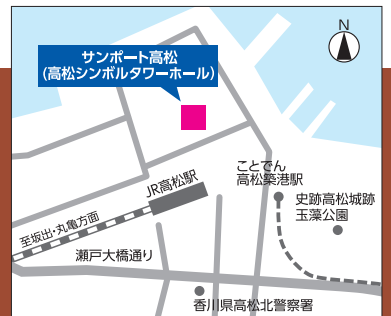 N
サンポート高松
(高松シンボルタワーホール)
ことでん
高松築港駅
JR高松駅
史跡高松城跡
玉藻公園
至坂出・丸亀方面
瀬戸大橋通り
香川県高松北警察署